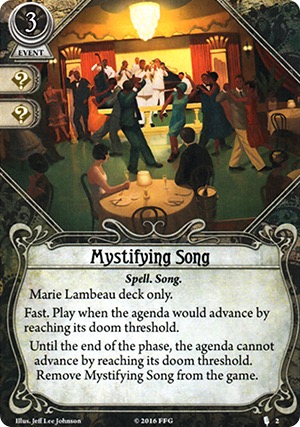 3
EVENT
?
?
Mystifying Song
Spell. Song.
Marie Lambeau deck only.
Fast. Play when the agenda would advance by
reaching its doom threshold.
Until the end of the phase, the agenda cannot
advance by reaching its doom threshold.
Remove Mystifying Song from the game.
Illus. Jeff Lee Johnson
© 2016 FFG
2